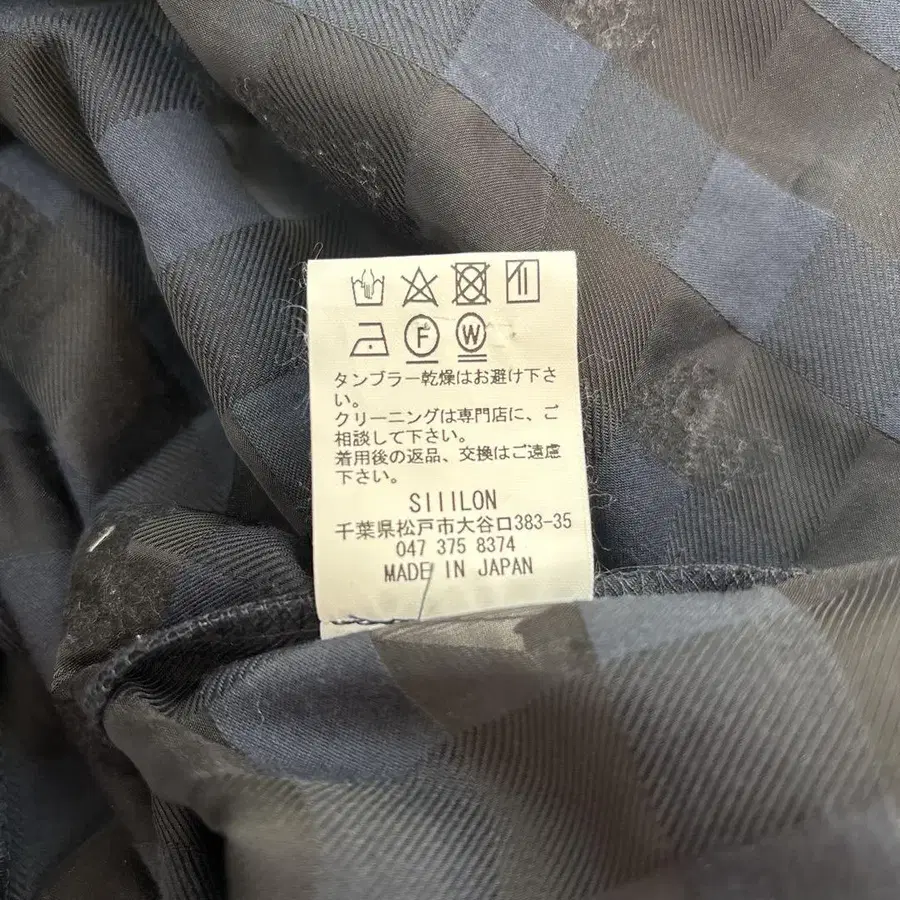 F W
タンブラー乾燥はお避け下さ
い。
クリーニングは専門店に、ご
相談して下さい。
着用後の返品、交換はご遠慮
下さい。
SIIILON
千葉県松戸市大谷口383-35
047 375 8374
MADE IN JAPAN